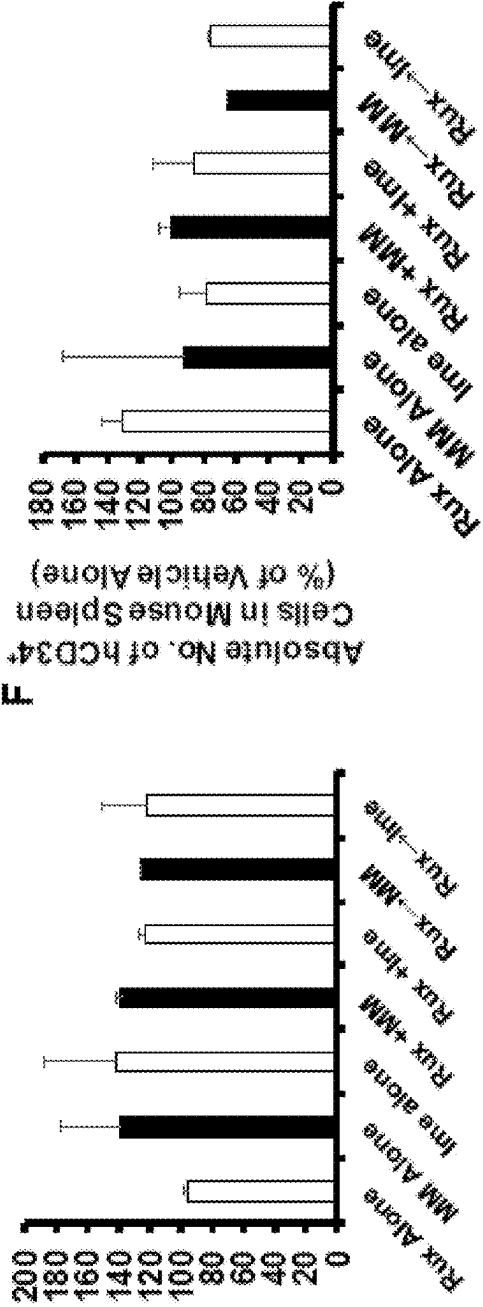 200
180
160
140
120
100
80
60
40
20
0
Rux Alone
MM Alone
Ime alone
Rux +MM
Rux +Ime
Rux→MM
Rux→Ime
F
Absolute No. of hCD34⁺
Cells in Mouse Spleen
(% of Vehicle Alone)
180
160
140
120
100
80
60
40
20
0
Rux Alone
MM Alone
Ime alone
Rux +MM
Rux +Ime
Rux→MM
Rux→Ime